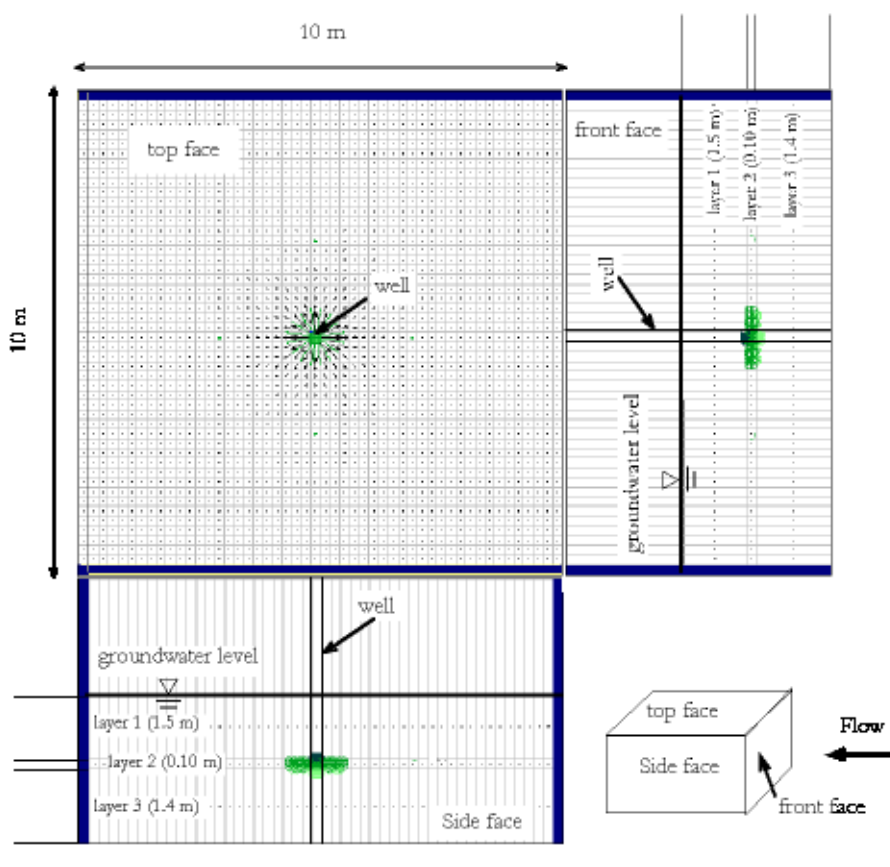 10 m
10 m
top face
well
front face
layer 1 (1.5 m)
layer 2 (0.10 m)
layer 3 (1.4 m)
well
groundwater level
well
groundwater level
layer 1 (1.5 m)
layer 2 (0.10 m)
layer 3 (1.4 m)
Side face
top face
Side face
Flow
front face